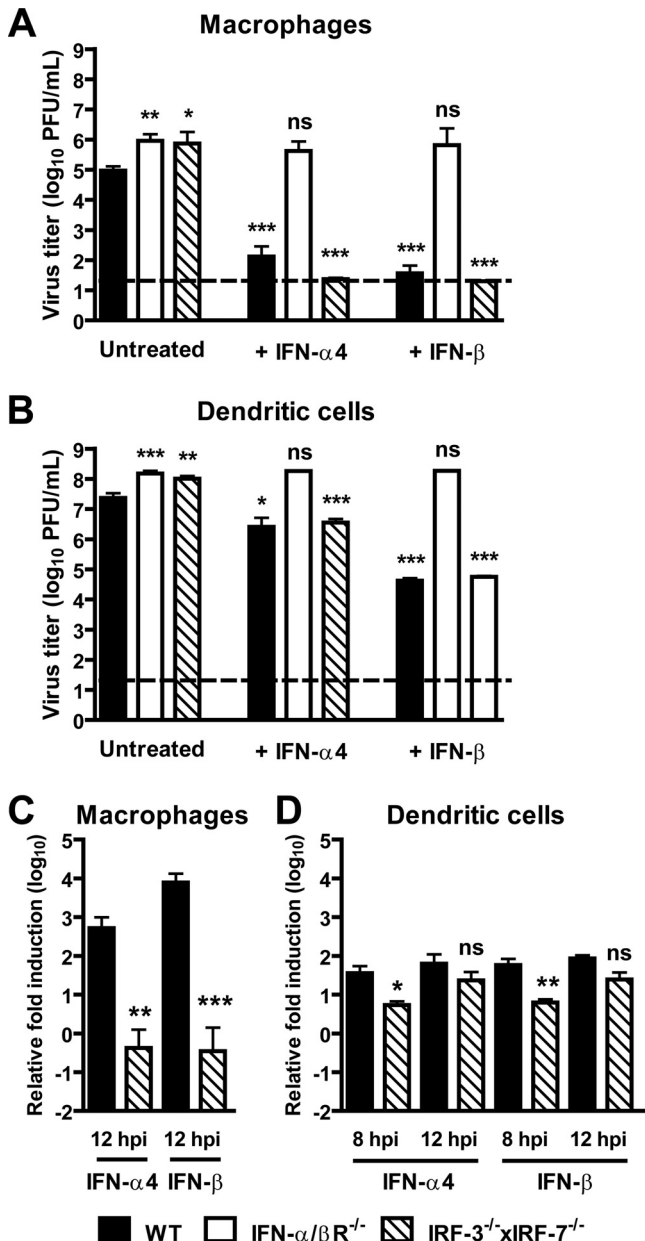 A
Macrophages
Virus titer (log10 PFU/mL)
9
8
7
6
5
4
3
2
1
0
** *
ns
ns
*** ***
*** ***
Untreated
+ IFN-α4
+ IFN-β
B
Dendritic cells
Virus titer (log10 PFU/mL)
9
8
7
6
5
4
3
2
1
0
*** **
ns
ns
* ***
*** ***
Untreated
+ IFN-α4
+ IFN-β
C
Macrophages
Relative fold induction (log10)
5
4
3
2
1
0
-1
-2
** ***
12 hpi 12 hpi
IFN-α4 IFN-β
D
Dendritic cells
Relative fold induction (log10)
5
4
3
2
1
0
-1
-2
* ns ** ns
8 hpi 12 hpi 8 hpi 12 hpi
IFN-α4 IFN-β
WT IFN-α/βR-/- IRF-3-/-xIRF-7-/-